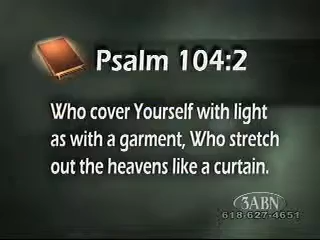 Psalm 104:2
Who cover Yourself with light
as with a garment, Who stretch
out the heavens like a curtain.
3ABN
618-627-4651